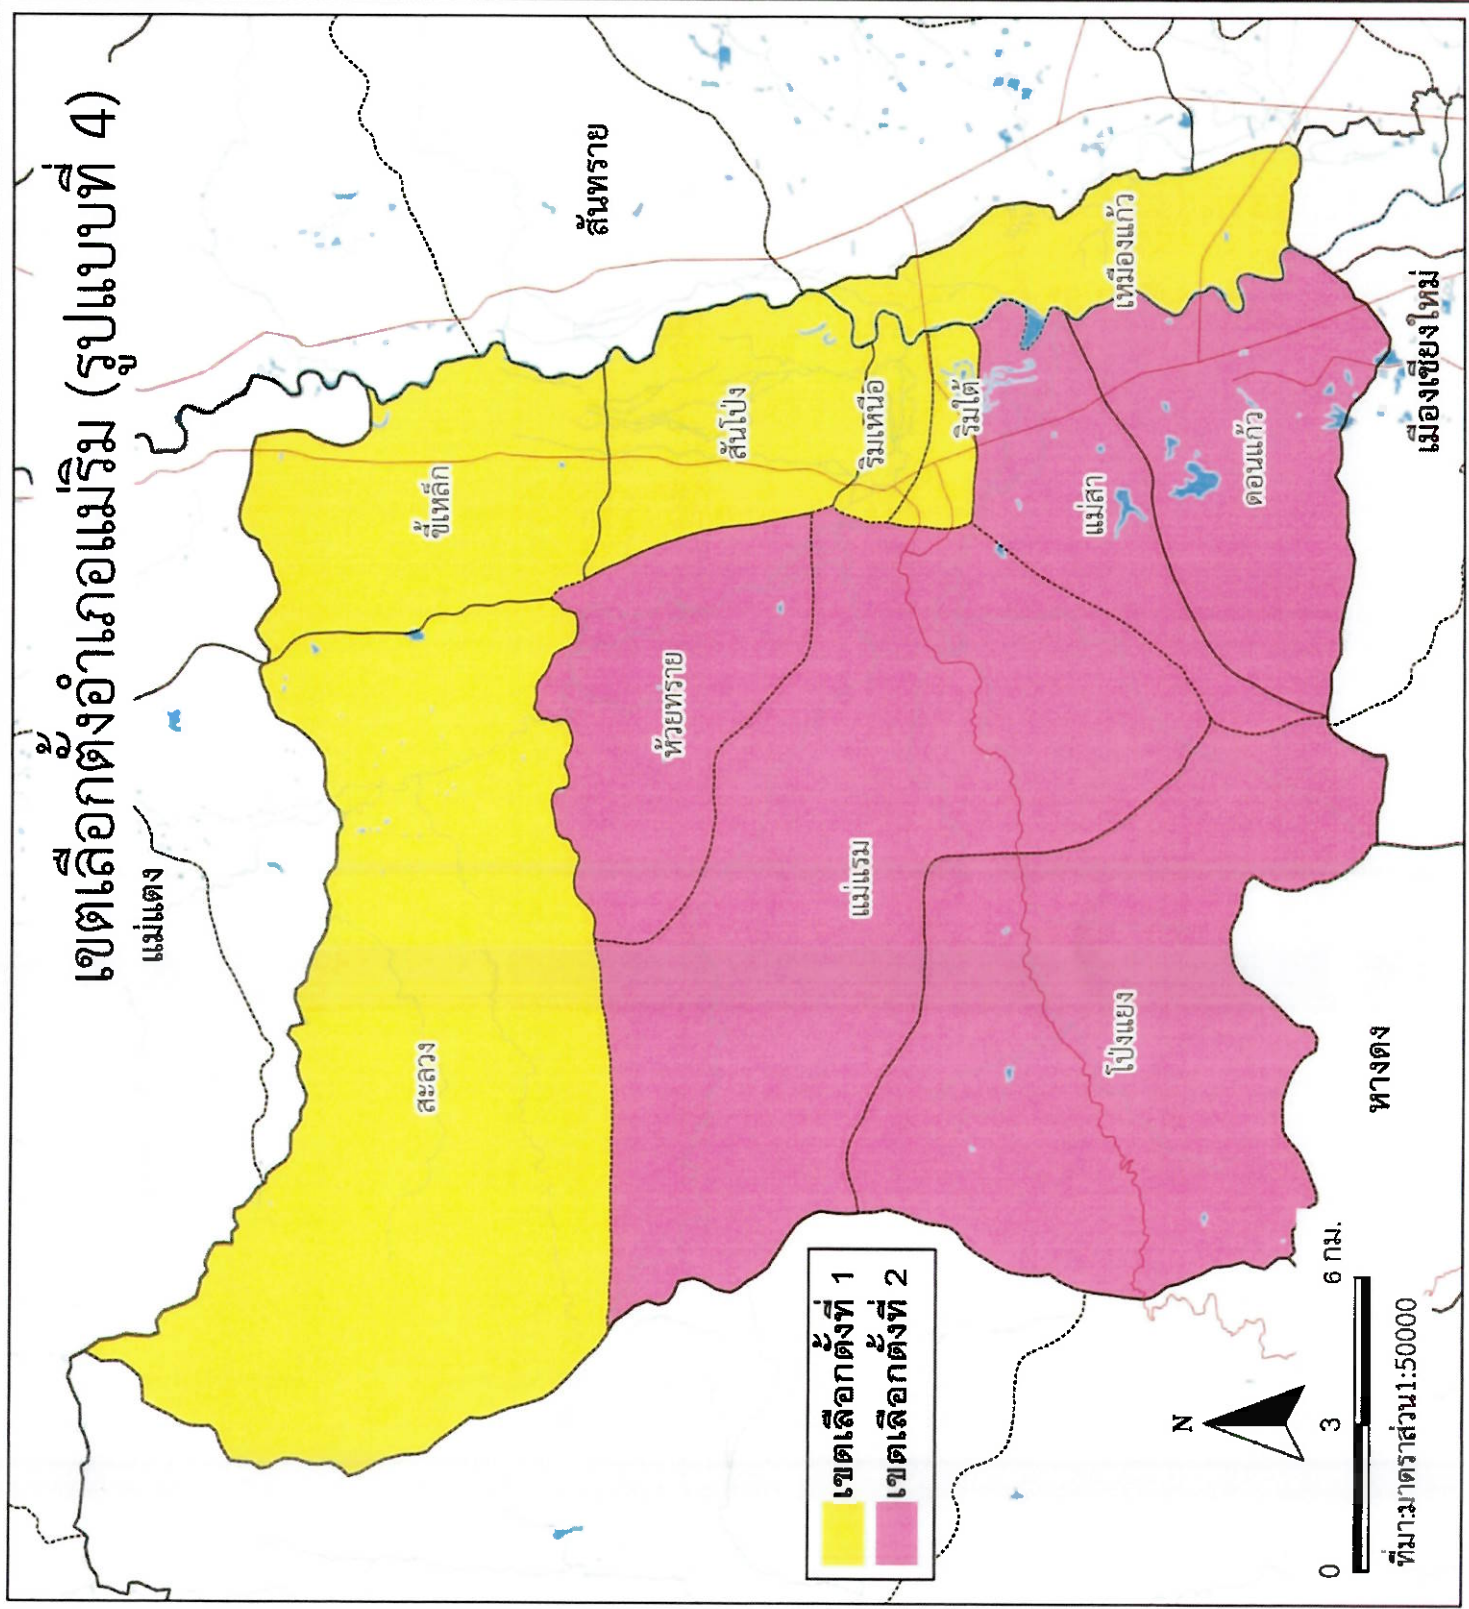 เขตเลือกตั้งอำเภอแม่ริม (รูปแบบที่ 4)
แม่แตง
สันทราย
ขี้เหล็ก
สะลวง
สันโป่ง
ห้วยทราย
ริมเหนือ
แม่แรม
ริมใต้
เหมืองแก้ว
แม่สา
โป่งแยง
ดอนแก้ว
เมืองเชียงใหม่
หางดง
เขตเลือกตั้งที่ 1
เขตเลือกตั้งที่ 2
N
0 3 6 กม.
ที่มา:มาตราส่วน1:50000